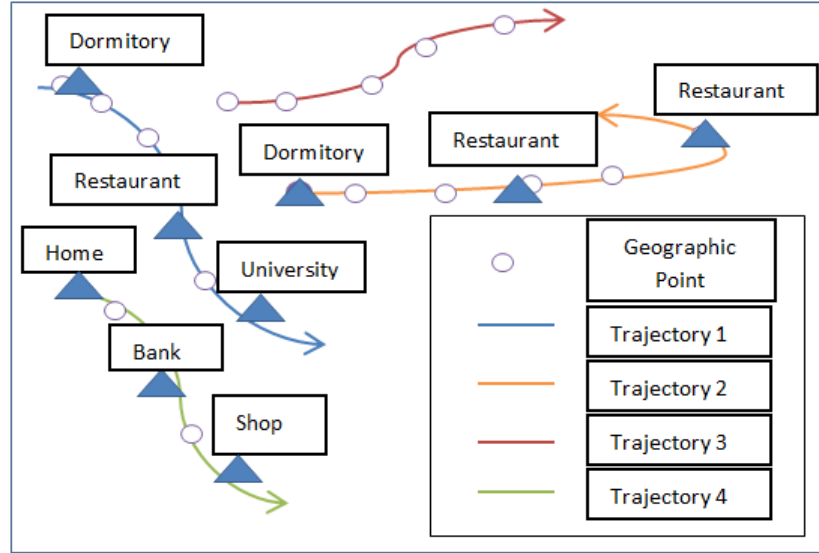 Dormitory
Restaurant
Dormitory
Restaurant
Restaurant
Home
University
Bank
Shop
Geographic
Point
Trajectory 1
Trajectory 2
Trajectory 3
Trajectory 4